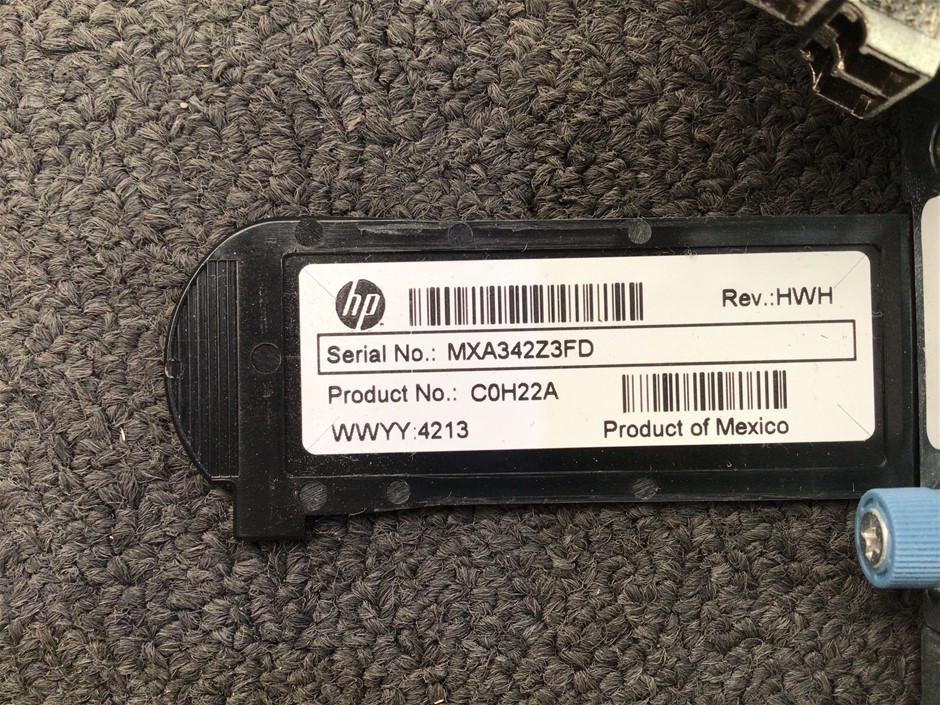 hp
Rev.:HWH
Serial No.: MXA342Z3FD
Product No.: C0H22A
WWYY:4213
Product of Mexico